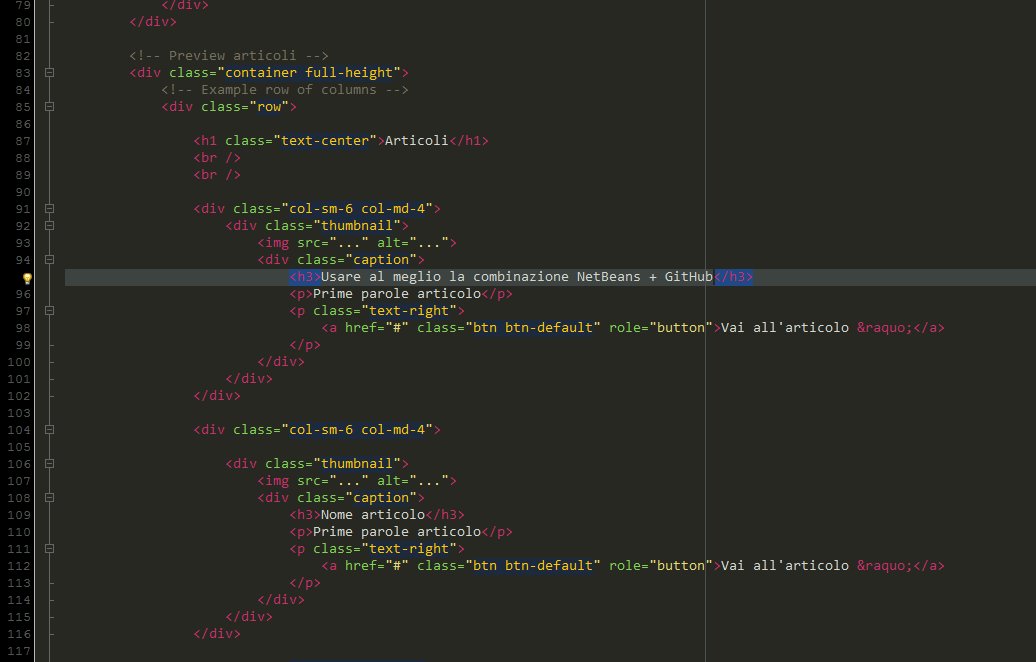 79                 </div>
80             </div>
81
82             <!-- Preview articoli -->
83             <div class="container full-height">
84                 <!-- Example row of columns -->
85                 <div class="row">
86
87                     <h1 class="text-center">Articoli</h1>
88                     <br />
89                     <br />
90
91                     <div class="col-sm-6 col-md-4">
92                         <div class="thumbnail">
93                             <img src="..." alt="...">
94                             <div class="caption">
                                <h3>Usare al meglio la combinazione NetBeans + GitHub</h3>
96                                 <p>Prime parole articolo</p>
97                                 <p class="text-right">
98                                     <a href="#" class="btn btn-default" role="button">Vai all'articolo &raquo;</a>
99                                 </p>
100                             </div>
101                         </div>
102                     </div>
103
104                     <div class="col-sm-6 col-md-4">
105
106                         <div class="thumbnail">
107                             <img src="..." alt="...">
108                             <div class="caption">
109                                 <h3>Nome articolo</h3>
110                                 <p>Prime parole articolo</p>
111                                 <p class="text-right">
112                                     <a href="#" class="btn btn-default" role="button">Vai all'articolo &raquo;</a>
113                                 </p>
114                             </div>
115                         </div>
116                     </div>
117